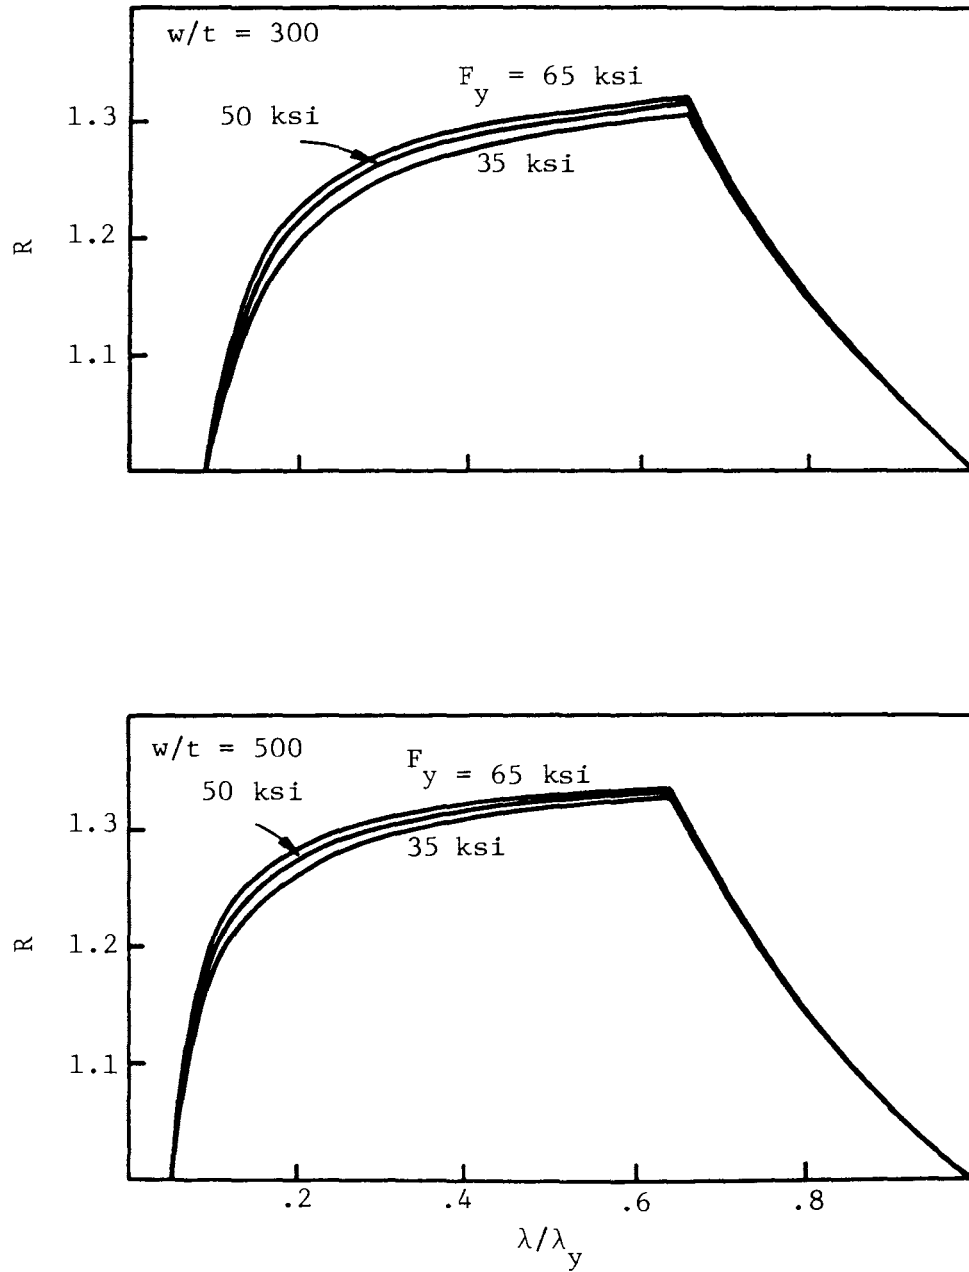 w/t = 300
F_y = 65 ksi
50 ksi
1.3
35 ksi
1.2
R
1.1
w/t = 500
F_y = 65 ksi
50 ksi
1.3
35 ksi
1.2
R
1.1
.2 .4 .6 .8
λ/λ_y